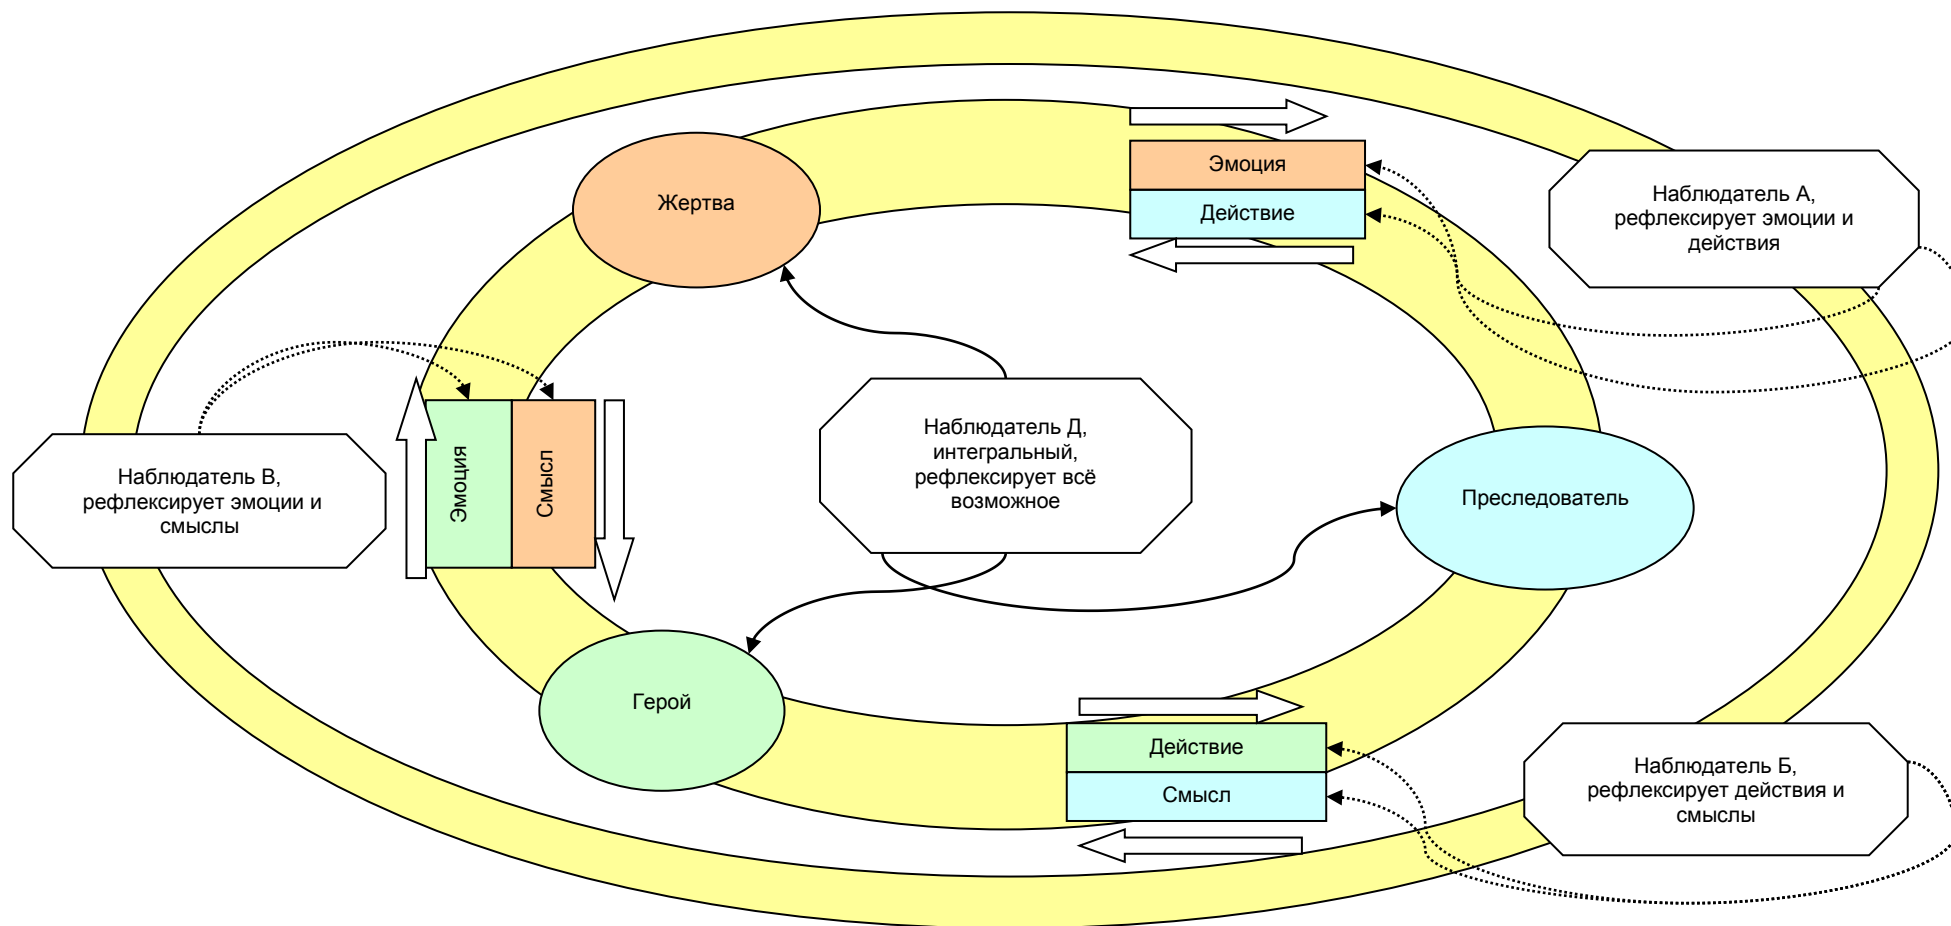 Жертва
Эмоция
Действие
Наблюдатель А,
рефлексирует эмоции и
действия
Наблюдатель В,
рефлексирует эмоции и
смыслы
Эмоция
Смысл
Наблюдатель Д,
интегральный,
рефлексирует всё
возможное
Преследователь
Герой
Действие
Смысл
Наблюдатель Б,
рефлексирует действия и
смыслы